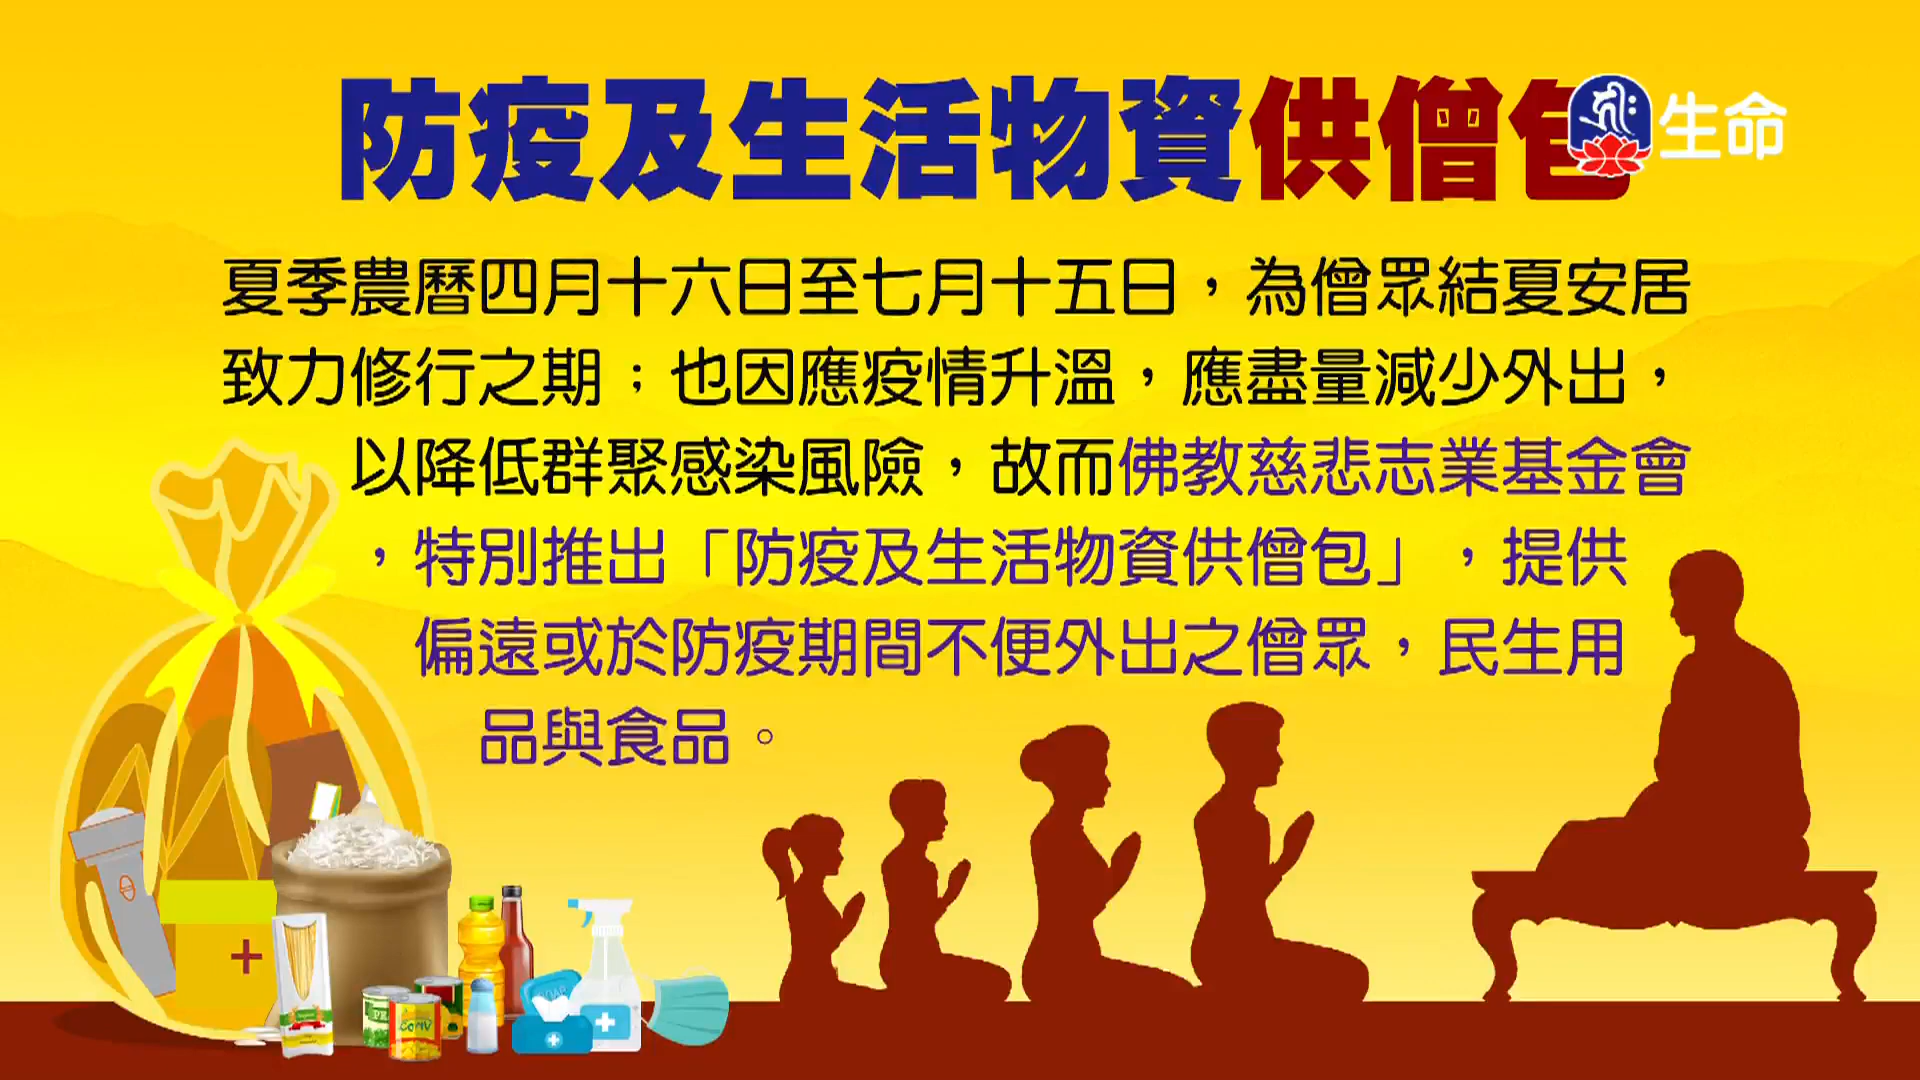 防疫及生活物資供僧包
生命
夏季農曆四月十六日至七月十五日，為僧眾結夏安居
致力修行之期；也因應疫情升溫，應盡量減少外出，
以降低群聚感染風險，故而佛教慈悲志業基金會
，特別推出「防疫及生活物資供僧包」，提供
偏遠或於防疫期間不便外出之僧眾，民生用
品與食品。
SOAP